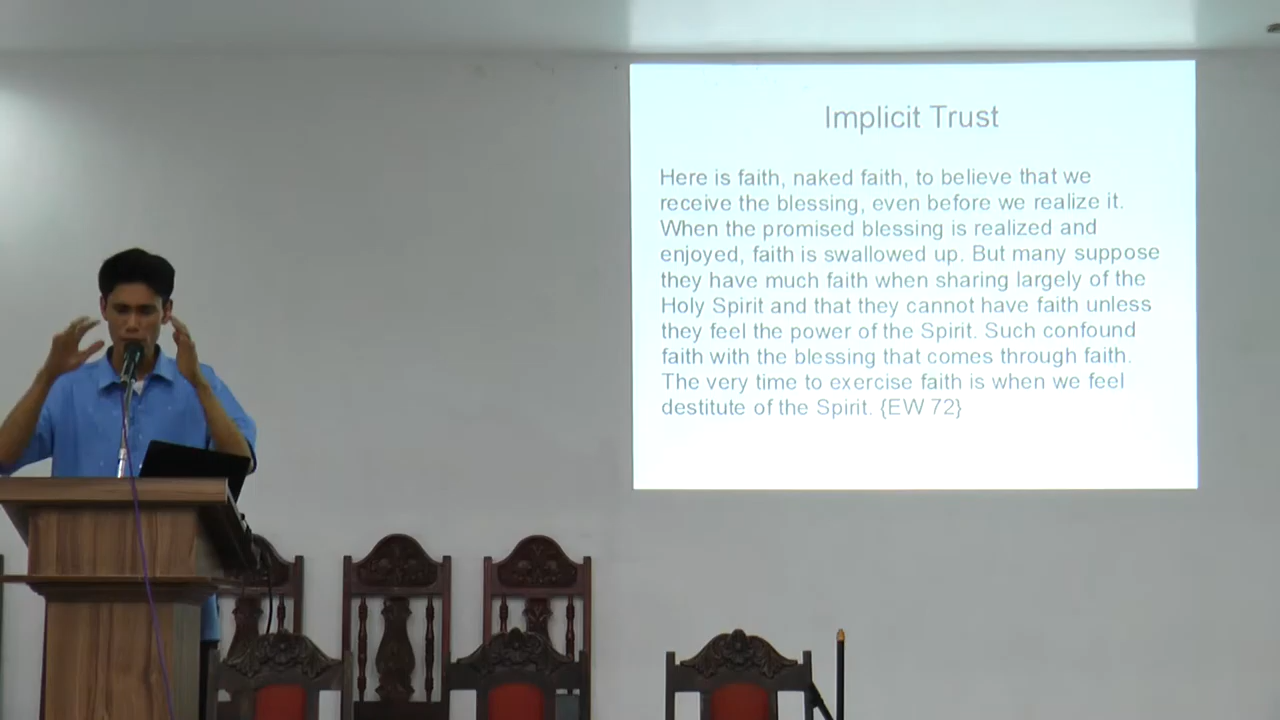 Implicit Trust
Here is faith, naked faith, to believe that we
receive the blessing, even before we realize it.
When the promised blessing is realized and
enjoyed, faith is swallowed up. But many suppose
they have much faith when sharing largely of the
Holy Spirit and that they cannot have faith unless
they feel the power of the Spirit. Such confound
faith with the blessing that comes through faith.
The very time to exercise faith is when we feel
destitute of the Spirit. {EW 72}